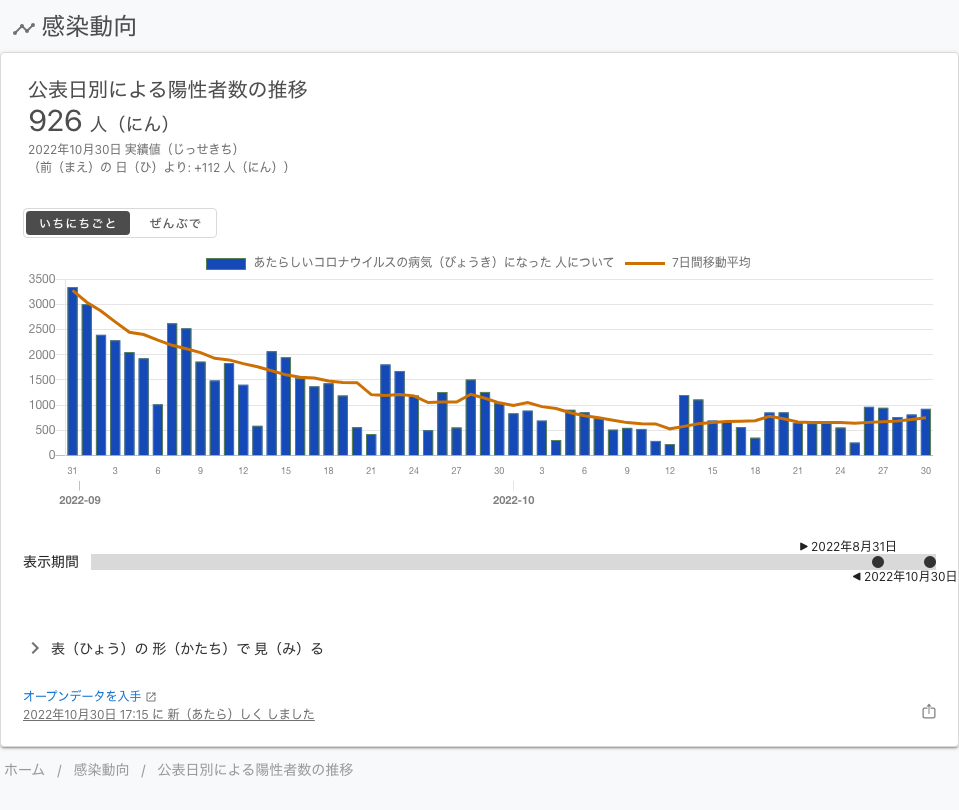 感染動向
公表日別による陽性者数の推移
926 人（にん）
2022年10月30日 実績値（じっせきち）
（前（まえ）の 日（ひ）より: +112 人（にん））
いちにちごと ぜんぶで
あたらしいコロナウイルスの病気（びょうき）になった 人について 7日間移動平均
3500
3000
2500
2000
1500
1000
500
0
31 3 6 9 12 15 18 21 24 27 30 3 6 9 12 15 18 21 24 27 30
2022-09 2022-10
2022年8月31日
表示期間
2022年10月30日
表（ひょう）の 形（かたち）で 見（み）る
オープンデータを入手
2022年10月30日 17:15 に 新（あたら）しく しました
ホーム / 感染動向 / 公表日別による陽性者数の推移